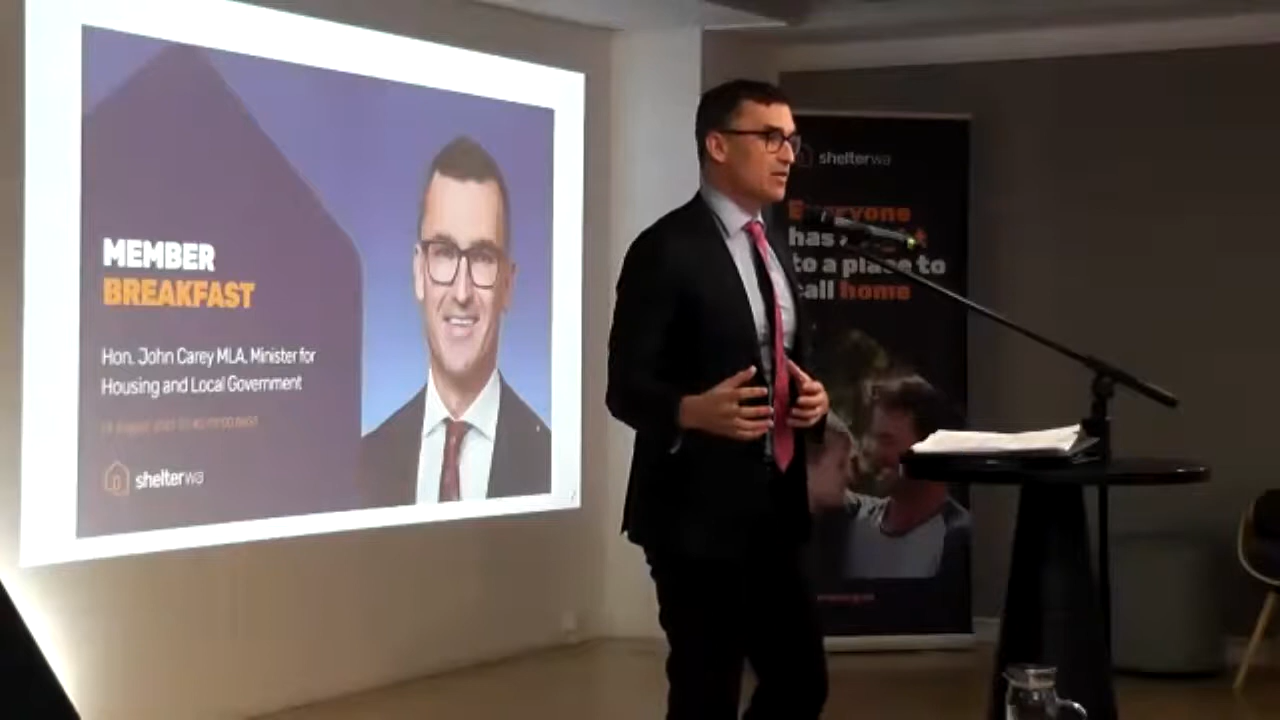 MEMBER
BREAKFAST
Hon. John Carey MLA, Minister for
Housing and Local Government
shelterwa
shelterwa
Everyone
has a
to a place to
call home